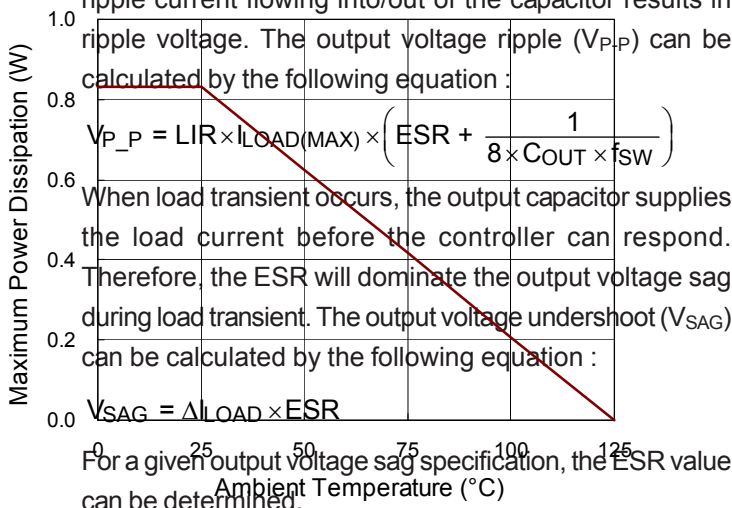 ripple current flowing into/out of the capacitor results in
ripple voltage. The output voltage ripple (VP-P) can be
calculated by the following equation :
VP_P = LIR × ILOAD(MAX) × (ESR + 1 / (8 × COUT × fSW))
When load transient occurs, the output capacitor supplies
the load current before the controller can respond.
Therefore, the ESR will dominate the output voltage sag
during load transient. The output voltage undershoot (VSAG)
can be calculated by the following equation :
VSAG = ΔILOAD × ESR
For a given output voltage sag specification, the ESR value
can be determined.
Maximum Power Dissipation (W)
1.0
0.8
0.6
0.4
0.2
0.0
0 25 50 75 100 125
Ambient Temperature (°C)